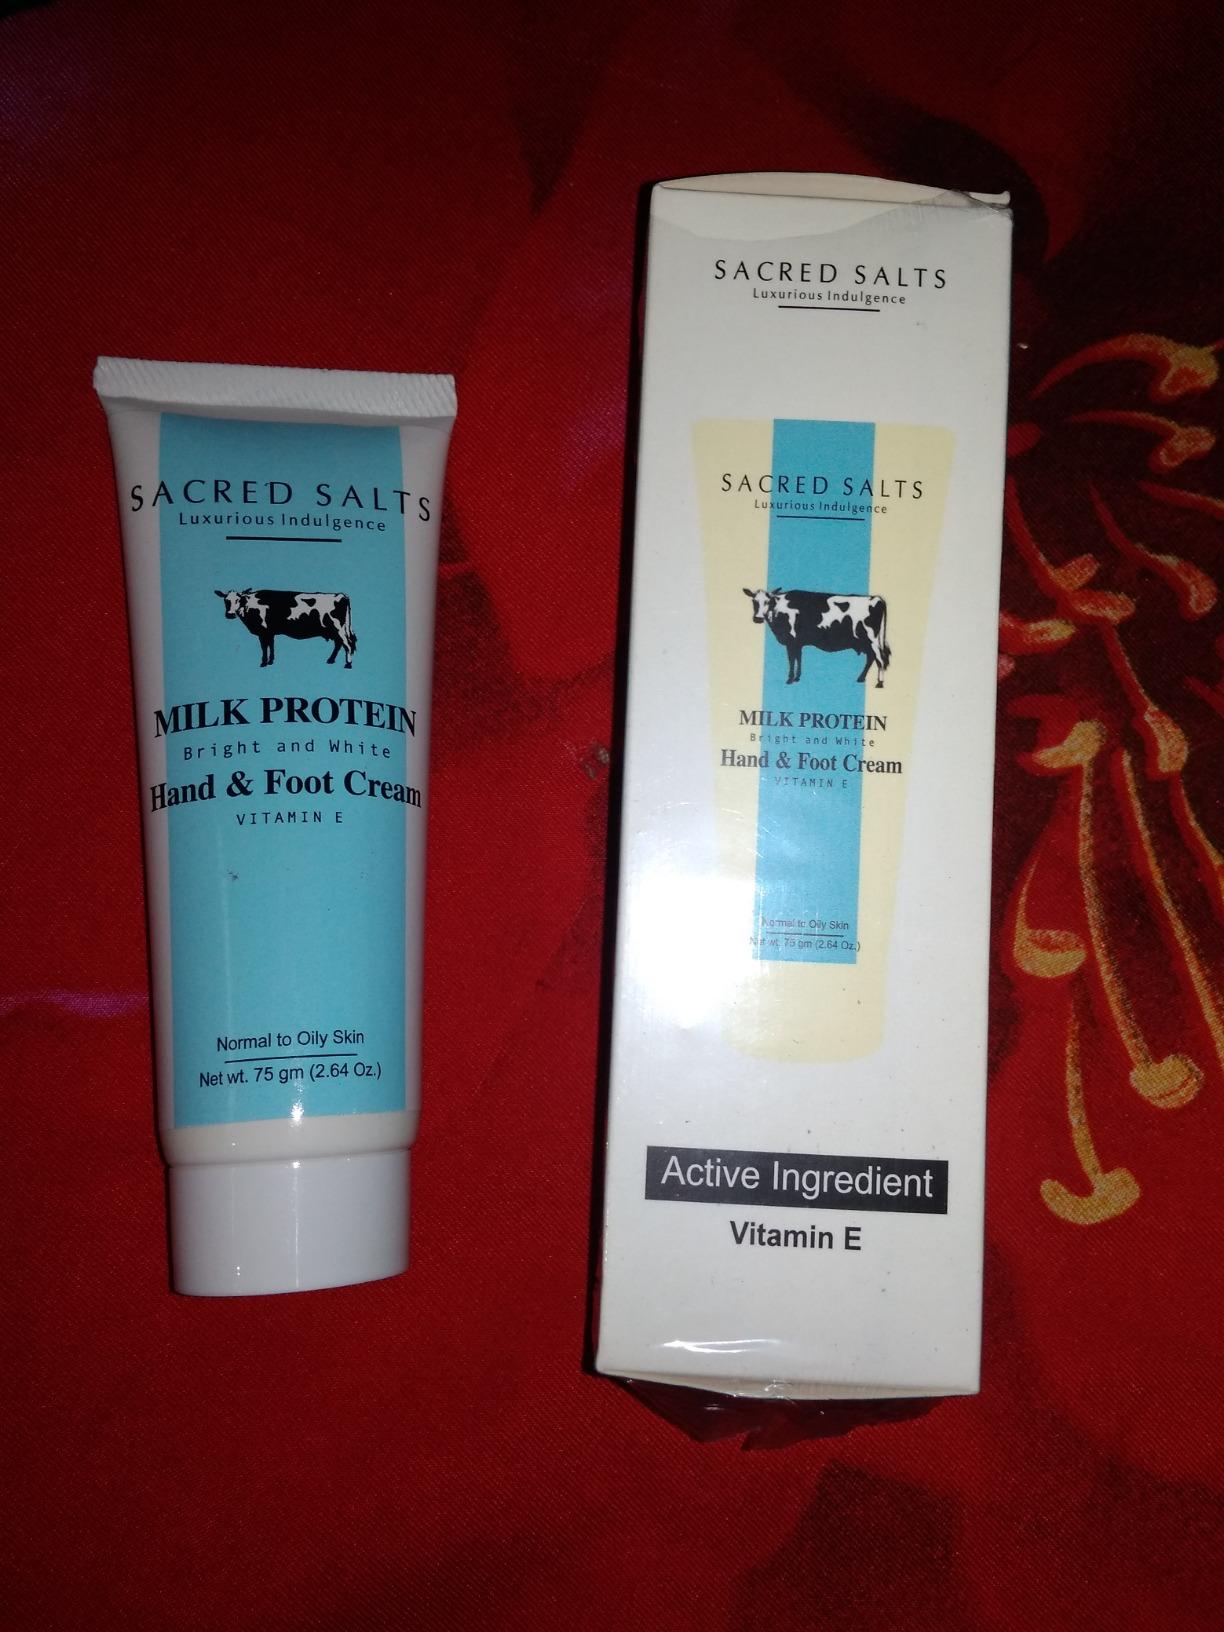 SACRED SALTS
Luxurious Indulgence
MILK PROTEIN
Bright and White
Hand & Foot Cream
VITAMIN E
Normal to Oily Skin
Net wt. 75 gm (2.64 Oz.)
SACRED SALTS
Luxurious Indulgence
SACRED SALTS
Luxurious Indulgence
MILK PROTEIN
Bright and White
Hand & Foot Cream
VITAMIN E
Normal to Oily Skin
Net wt. 75 gm (2.64 Oz.)
Active Ingredient
Vitamin E